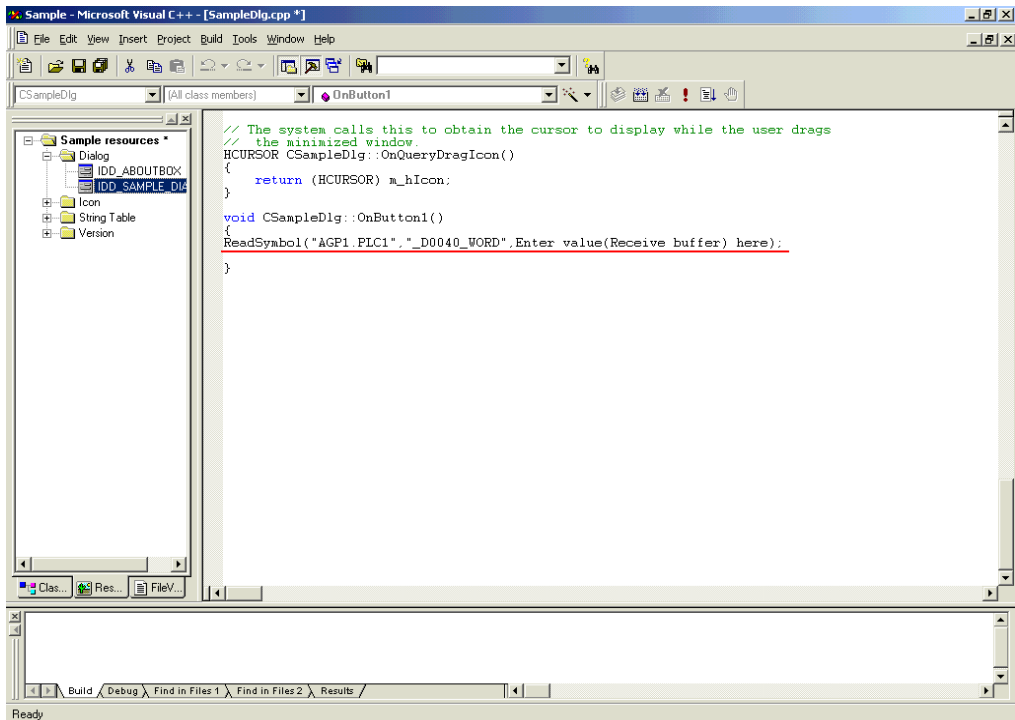 Sample - Microsoft Visual C++ - [SampleDlg.cpp *]
File Edit View Insert Project Build Tools Window Help
CSampleDlg (All class members) OnButton1
Sample resources *
Dialog
IDD_ABOUTBOX
IDD_SAMPLE_DIA
Icon
String Table
Version
// The system calls this to obtain the cursor to display while the user drags
//  the minimized window.
HCURSOR CSampleDlg::OnQueryDragIcon()
{
    return (HCURSOR) m_hIcon;
}
void CSampleDlg::OnButton1()
{
ReadSymbol("AGP1.PLC1","_D0040_WORD",Enter value(Receive buffer) here);
}
Clas... Res... FileV...
Build Debug Find in Files 1 Find in Files 2 Results
Ready